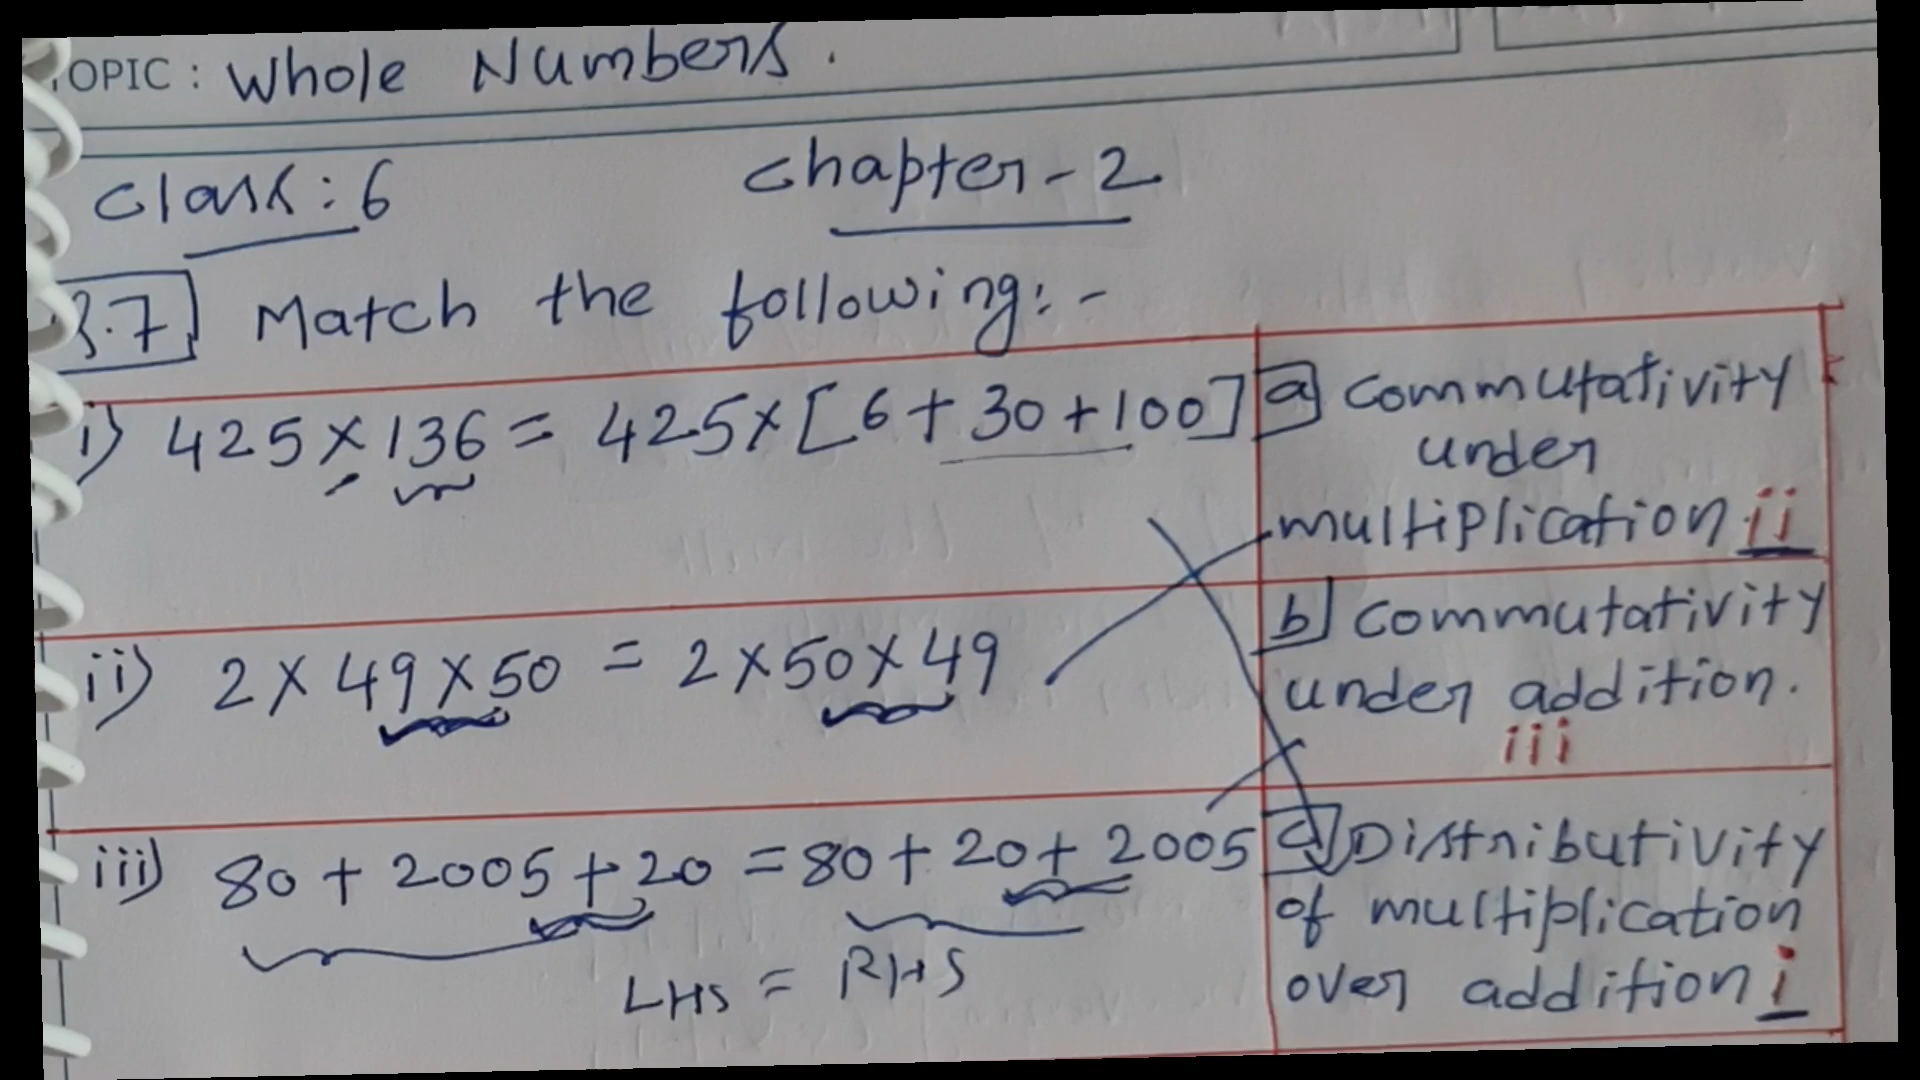 TOPIC : Whole Numbers.
Class : 6
Chapter - 2
3.7 Match the following: -
i) 425 × 136 = 425 × [6 + 30 + 100]
a) Commutativity
under
multiplication ii
ii) 2 × 49 × 50 = 2 × 50 × 49
b) Commutativity
under addition.
iii
iii) 80 + 2005 + 20 = 80 + 20 + 2005
c) Distributivity
of multiplication
over addition i
LHS = RHS